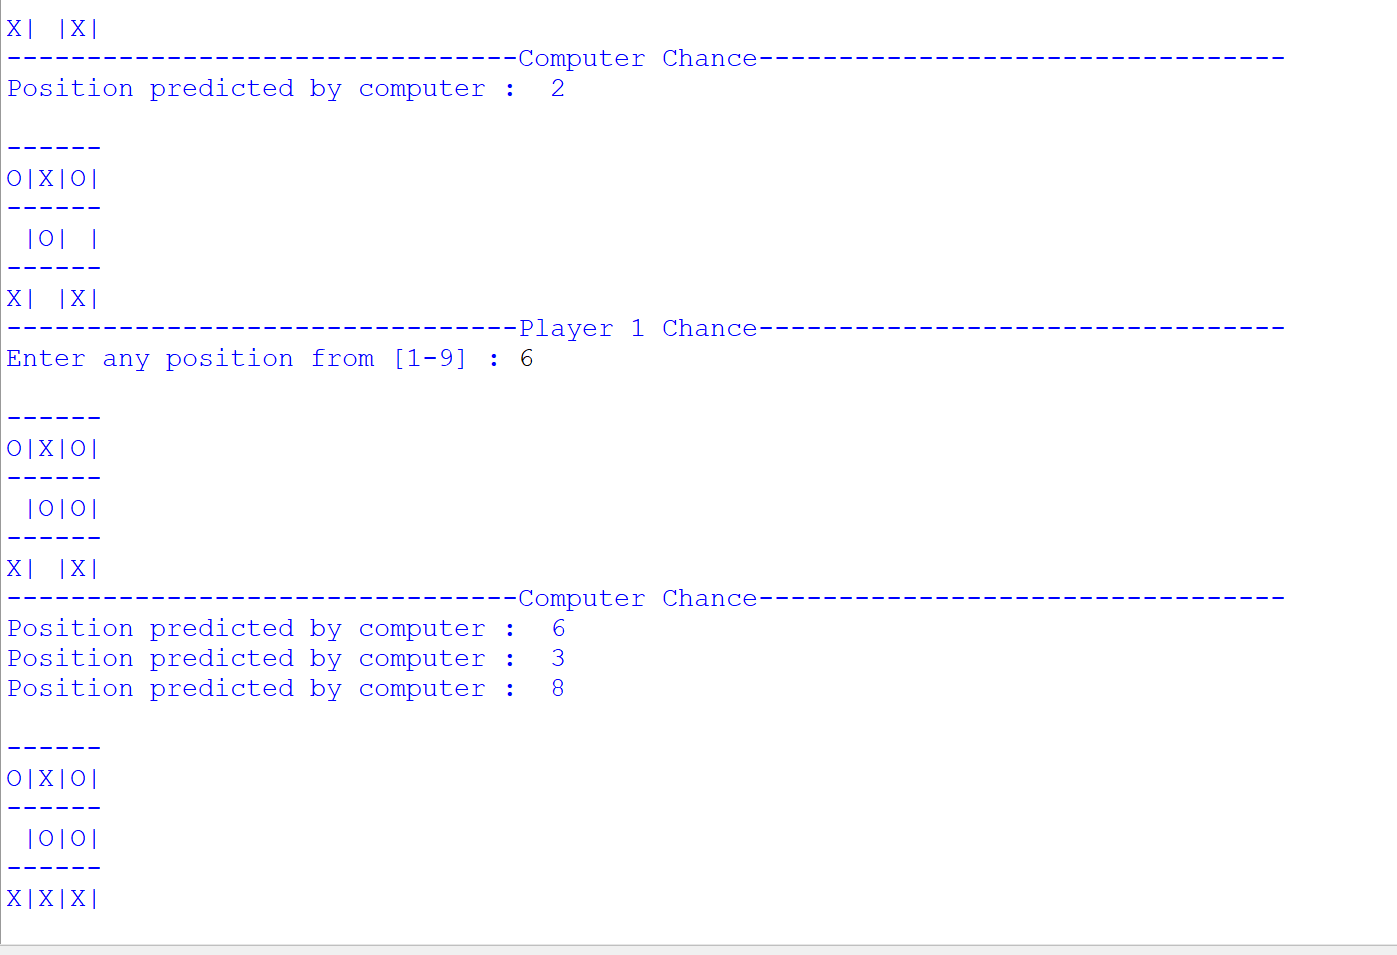 X| |X|
--------------------------------Computer Chance---------------------------------
Position predicted by computer :  2
------
O|X|O|
------
 |O| |
------
X| |X|
--------------------------------Player 1 Chance---------------------------------
Enter any position from [1-9] : 6
------
O|X|O|
------
 |O|O|
------
X| |X|
--------------------------------Computer Chance---------------------------------
Position predicted by computer :  6
Position predicted by computer :  3
Position predicted by computer :  8
------
O|X|O|
------
 |O|O|
------
X|X|X|